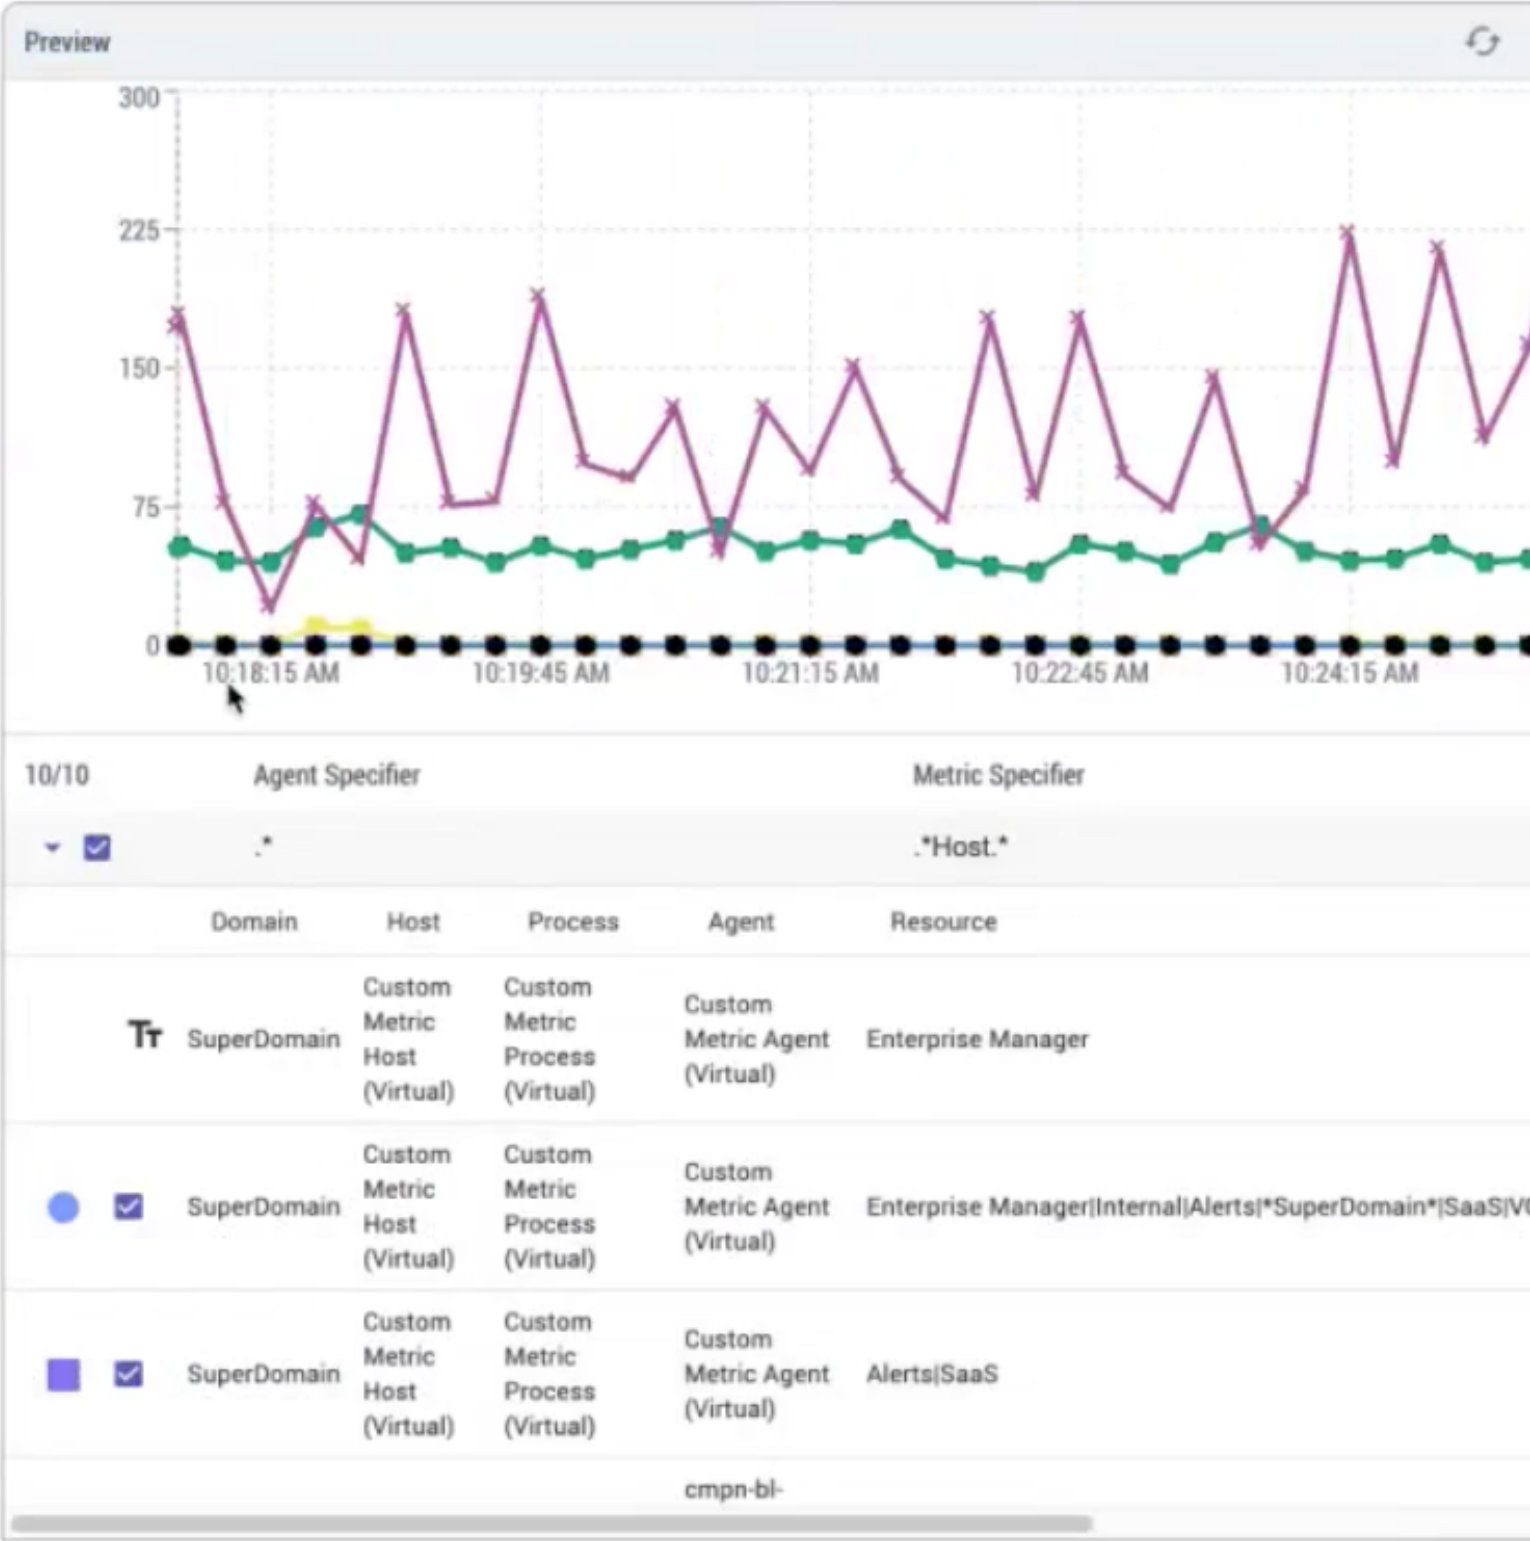 Preview
300
225
150
75
0
10:18:15 AM 10:19:45 AM 10:21:15 AM 10:22:45 AM 10:24:15 AM
10/10 Agent Specifier Metric Specifier
.* .*Host.*
Domain Host Process Agent Resource
Tт SuperDomain
Custom
Metric
Host
(Virtual)
Custom
Metric
Process
(Virtual)
Custom
Metric Agent
(Virtual)
Enterprise Manager
SuperDomain
Custom
Metric
Host
(Virtual)
Custom
Metric
Process
(Virtual)
Custom
Metric Agent
(Virtual)
Enterprise Manager|Internal|Alerts|*SuperDomain*|SaaS|
SuperDomain
Custom
Metric
Host
(Virtual)
Custom
Metric
Process
(Virtual)
Custom
Metric Agent
(Virtual)
Alerts|SaaS
cmpn-bl-